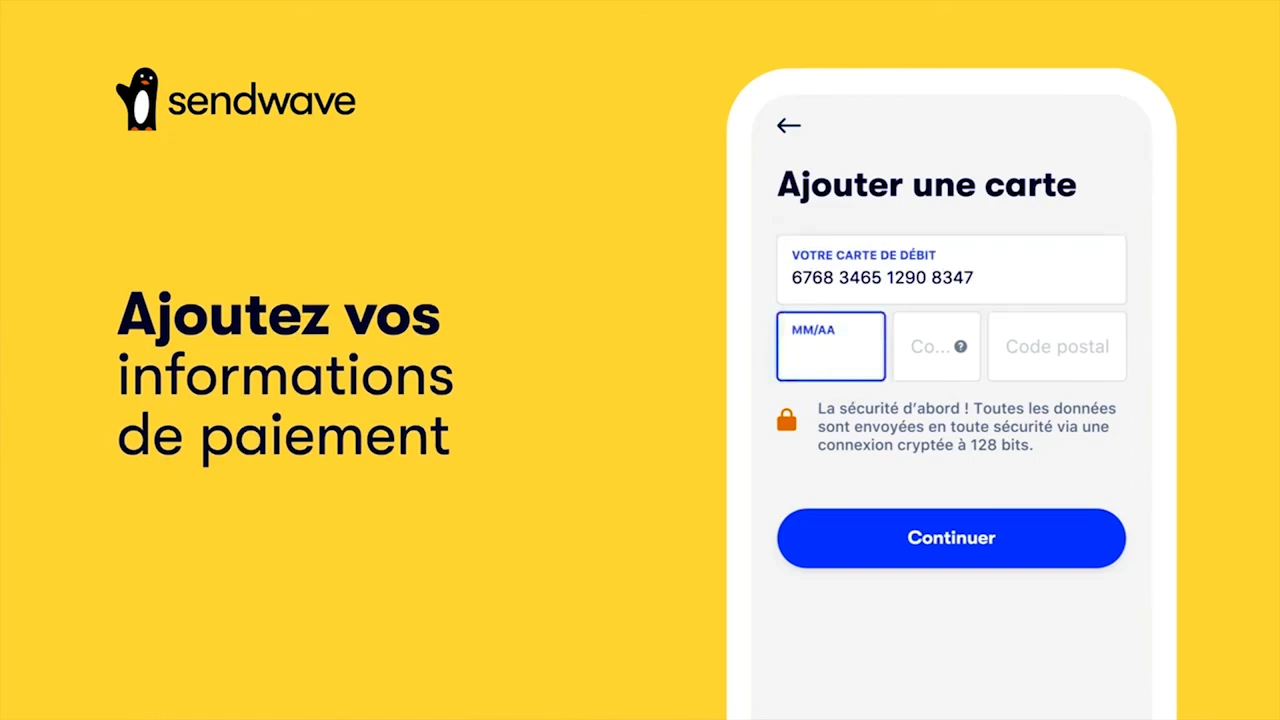 sendwave
Ajoutez vos
informations
de paiement
Ajouter une carte
VOTRE CARTE DE DÉBIT
6768 3465 1290 8347
MM/AA
Co... ?
Code postal
La sécurité d'abord ! Toutes les données
sont envoyées en toute sécurité via une
connexion cryptée à 128 bits.
Continuer